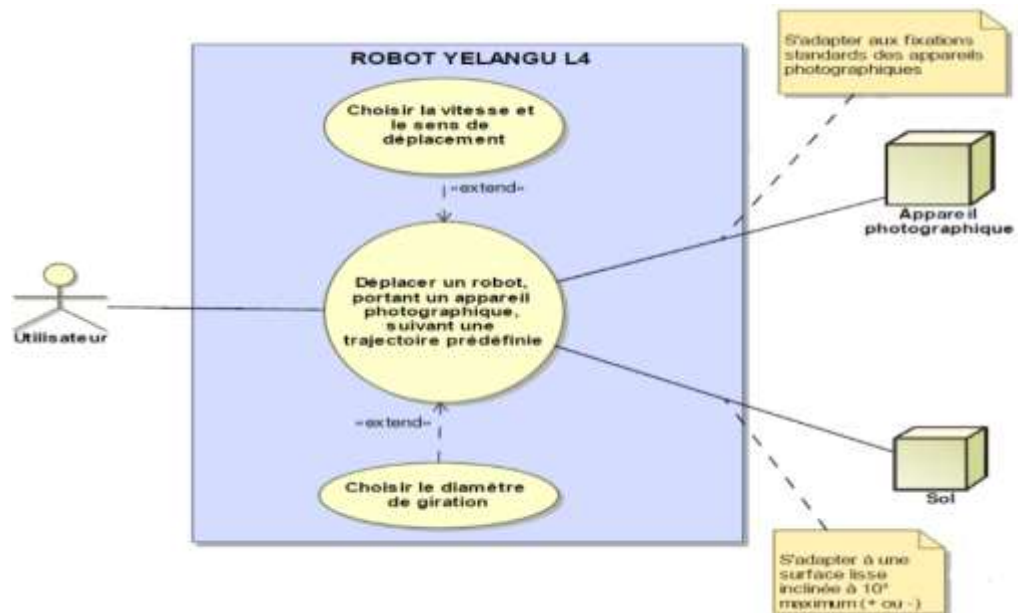 S'adapter aux fixations
standards des appareils
photographiques
ROBOT YELANGU L4
Choisir la vitesse et
le sens de
déplacement
«extend»
Appareil
photographique
Déplacer un robot,
portant un appareil
photographique,
suivant une
trajectoire prédéfinie
Utilisateur
«extend»
Choisir le diamètre
de giration
Sol
S'adapter à une
surface lisse
inclinée à 10°
maximum (+ ou -)